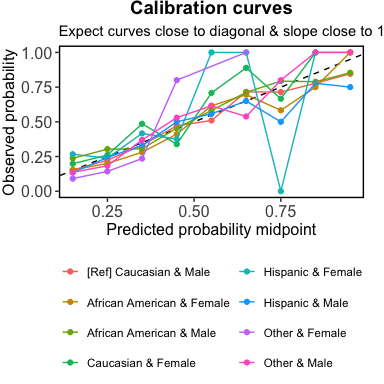 Calibration curves
Expect curves close to diagonal & slope close to 1
Observed probability
1.00
0.75
0.50
0.25
0.00
0.25
0.50
0.75
Predicted probability midpoint
[Ref] Caucasian & Male
African American & Female
African American & Male
Caucasian & Female
Hispanic & Female
Hispanic & Male
Other & Female
Other & Male